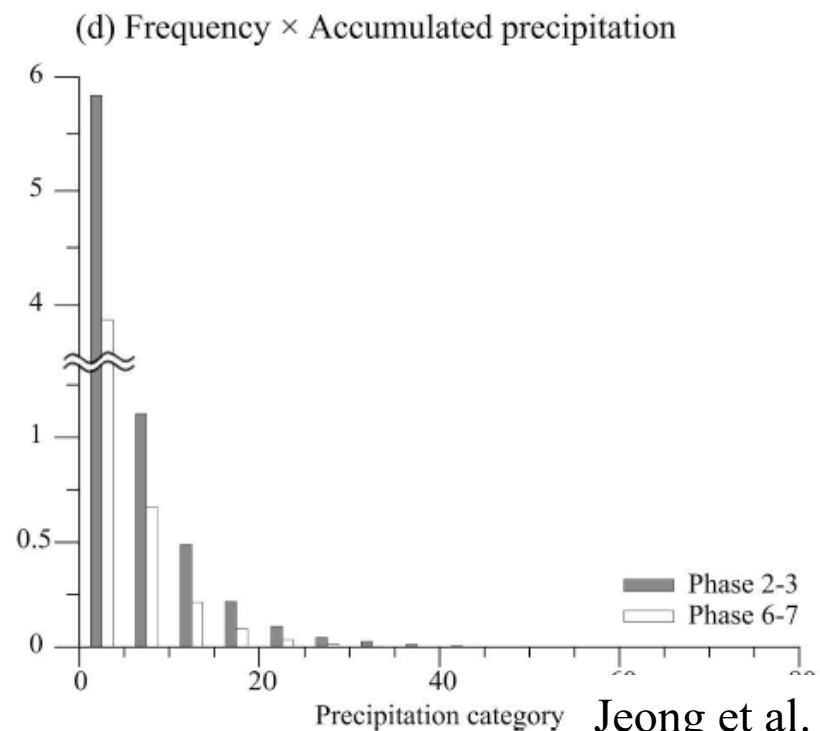 (d) Frequency × Accumulated precipitation
6
5
4
1
0.5
0
Phase 2-3
Phase 6-7
0 20 40
Precipitation category Jeong et al.